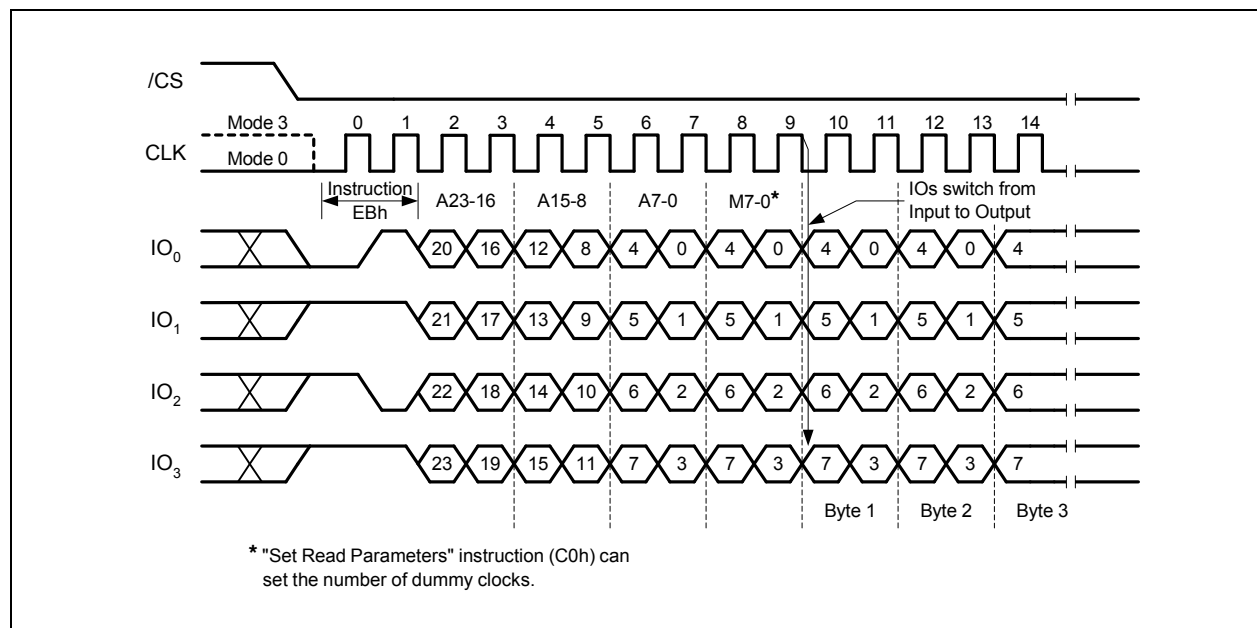 /CS
Mode 3 0 1 2 3 4 5 6 7 8 9 10 11 12 13 14
CLK Mode 0
Instruction
EBh
A23-16 A15-8 A7-0 M7-0*
IOs switch from
Input to Output
IO0 20 16 12 8 4 0 4 0 4 0 4 0 4
IO1 21 17 13 9 5 1 5 1 5 1 5 1 5
IO2 22 18 14 10 6 2 6 2 6 2 6 2 6
IO3 23 19 15 11 7 3 7 3 7 3 7 3 7
Byte 1 Byte 2 Byte 3
* "Set Read Parameters" instruction (C0h) can
set the number of dummy clocks.